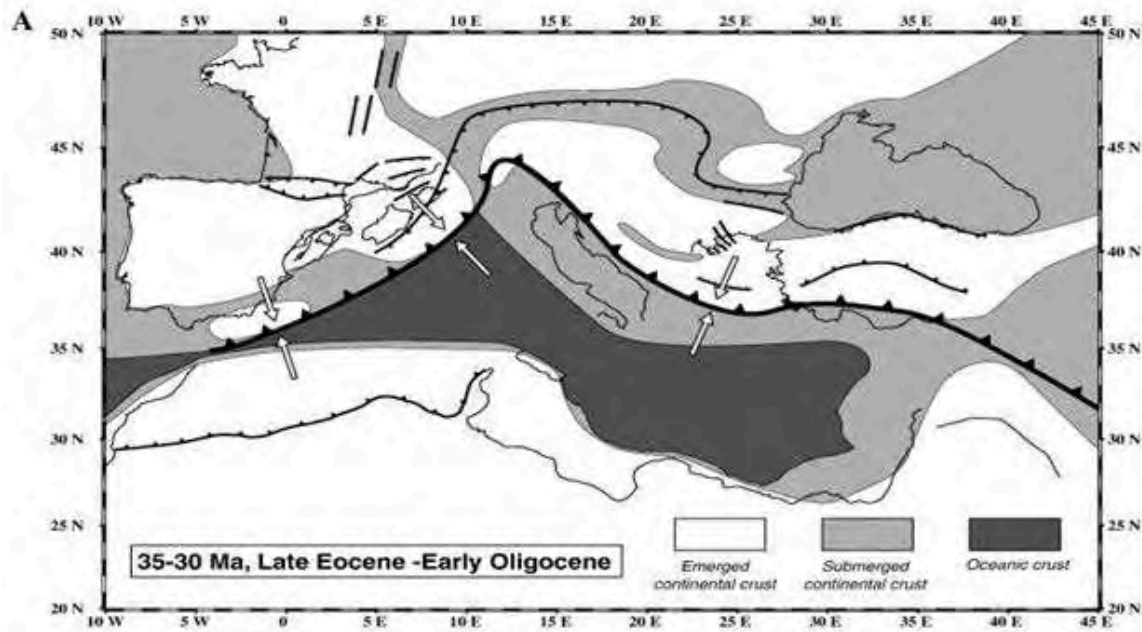 A
10 W 5 W 0 5 E 10 E 15 E 20 E 25 E 30 E 35 E 40 E 45 E
50 N 50 N
45 N 45 N
40 N 40 N
35 N 35 N
30 N 30 N
25 N 25 N
20 N 20 N
35-30 Ma, Late Eocene -Early Oligocene
Emerged
continental crust
Submerged
continental crust
Oceanic crust
10 W 5 W 0 5 E 10 E 15 E 20 E 25 E 30 E 35 E 40 E 45 E